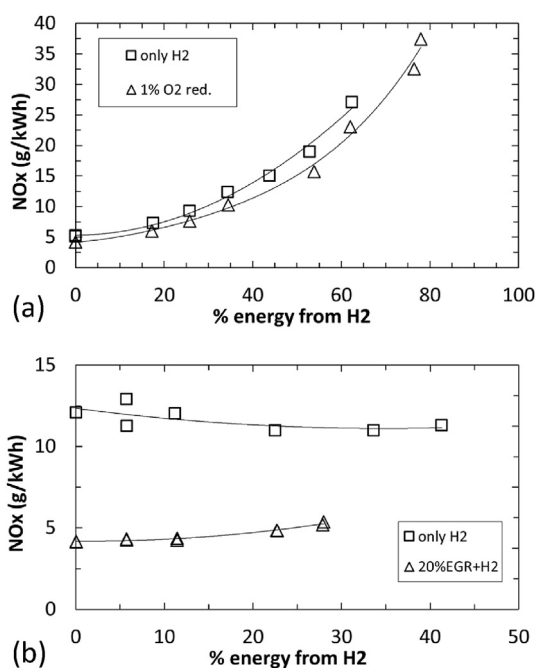 40
35
30
25
20
15
10
5
0
NOx (g/kWh)
only H2
1% O2 red.
0 20 40 60 80 100
% energy from H2
(a)
15
10
5
0
NOx (g/kWh)
only H2
20%EGR+H2
0 10 20 30 40 50
% energy from H2
(b)